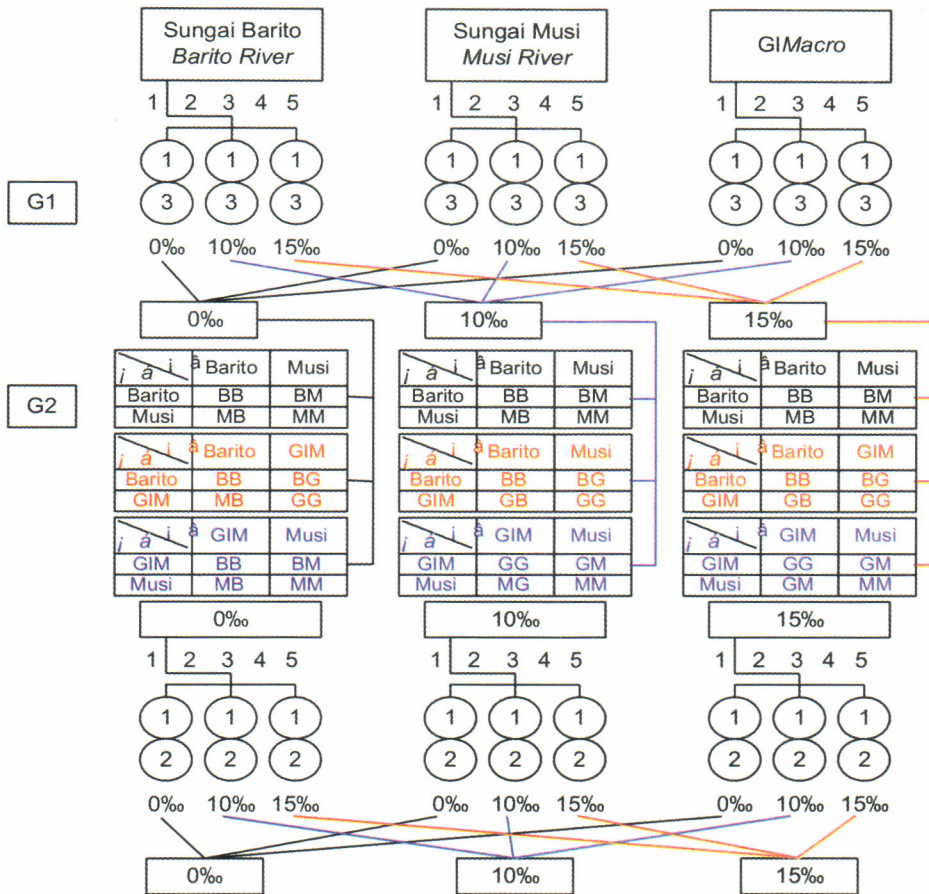 Sungai Barito
Barito River
Sungai Musi
Musi River
GIMacro
1 2 3 4 5
1 2 3 4 5
1 2 3 4 5
1 1 1
1 1 1
1 1 1
G1
3 3 3
3 3 3
3 3 3
0‰ 10‰ 15‰
0‰ 10‰ 15‰
0‰ 10‰ 15‰
0‰
10‰
15‰
G2
¡ á ¡ â Barito Musi
Barito BB BM
Musi MB MM
¡ á ¡ â Barito GIM
Barito BB BG
GIM MB GG
¡ á ¡ â GIM Musi
GIM BB BM
Musi MB MM
¡ á ¡ â Barito Musi
Barito BB BM
Musi MB MM
¡ á ¡ â Barito Musi
Barito BB BG
GIM GB GG
¡ á ¡ â GIM Musi
GIM GG GM
Musi MG MM
¡ á ¡ â Barito Musi
Barito BB BM
Musi MB MM
¡ á ¡ â Barito GIM
Barito BB BG
GIM GB GG
¡ á ¡ â GIM Musi
GIM GG GM
Musi GM MM
0‰
10‰
15‰
1 2 3 4 5
1 2 3 4 5
1 2 3 4 5
1 1 1
1 1 1
1 1 1
2 2 2
2 2 2
2 2 2
0‰ 10‰ 15‰
0‰ 10‰ 15‰
0‰ 10‰ 15‰
0‰
10‰
15‰